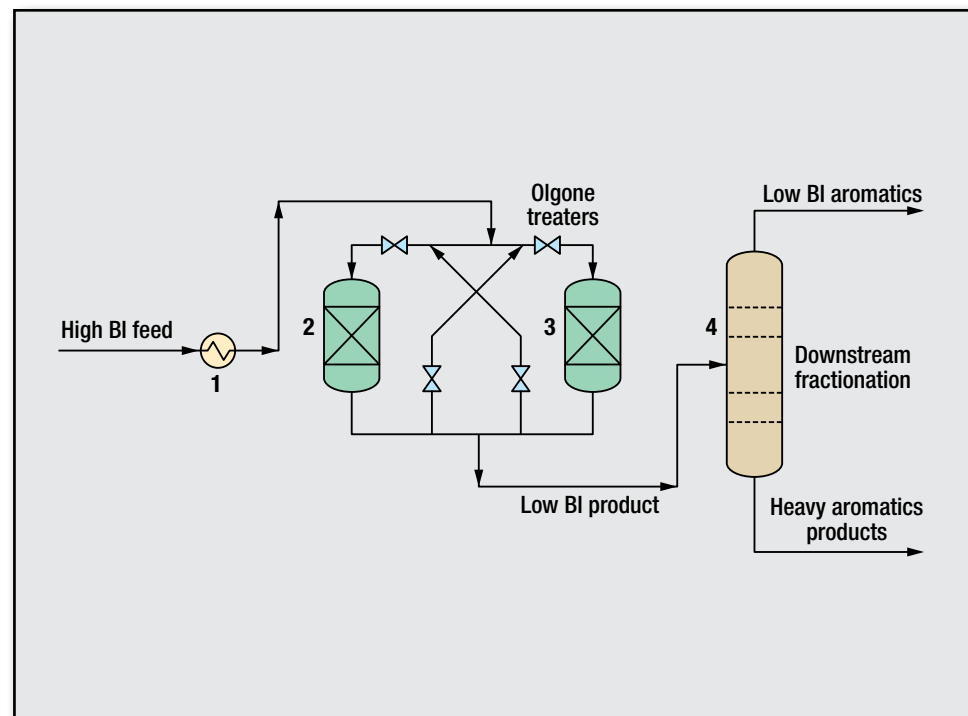 Olgone
treaters
Low BI aromatics
High BI feed
1
2
3
4
Downstream
fractionation
Low BI product
Heavy aromatics
products